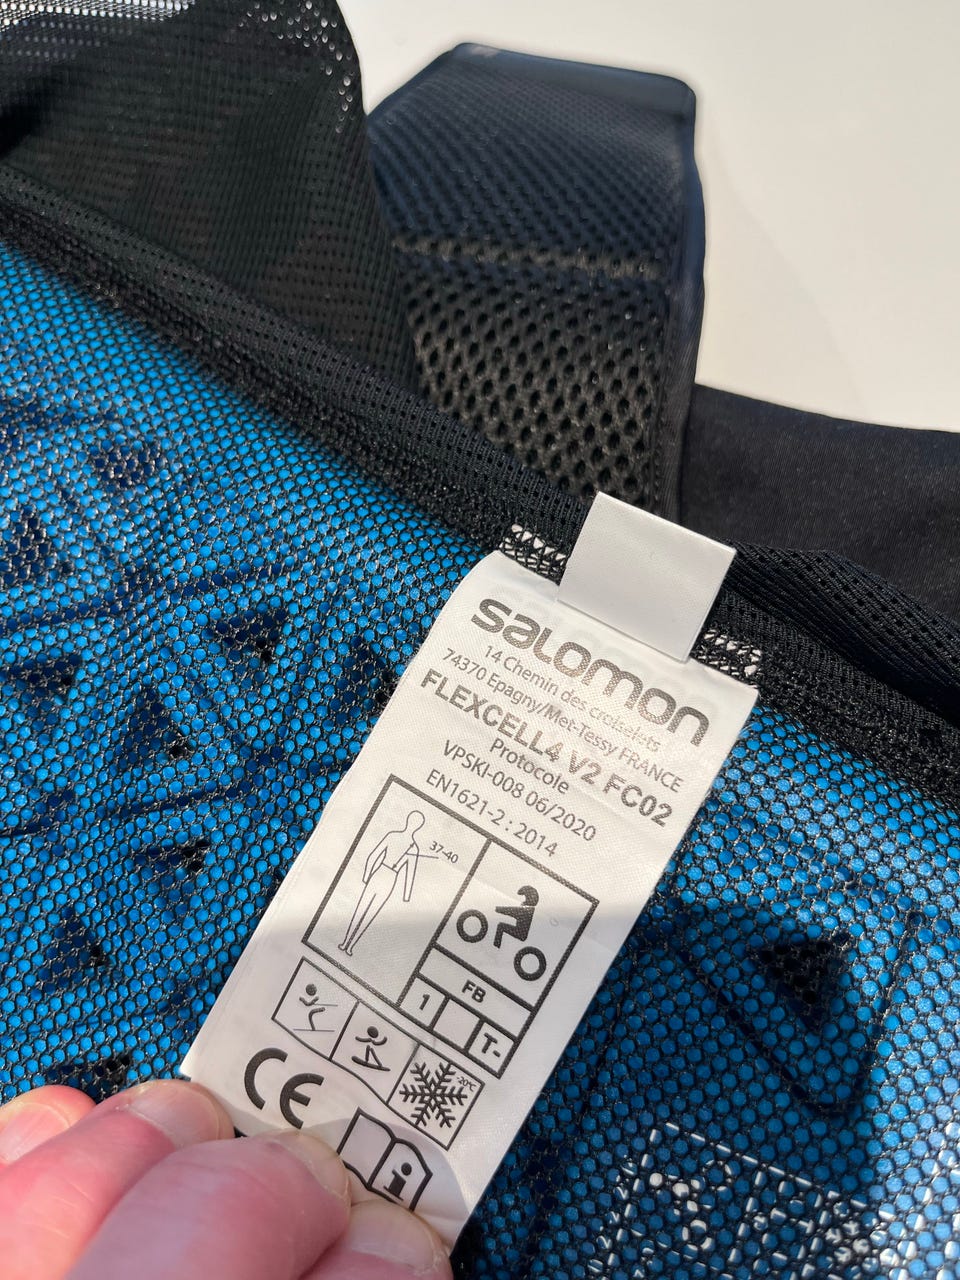 salomon
14 Chemin des croiselets
74370 Epagny/Met-Tessy FRANCE
FLEXCELL4 V2 FC02
Protocole
VPSKI-008 06/2020
EN1621-2 : 2014
37-40
FB
1
T-
-20°C
CE
i